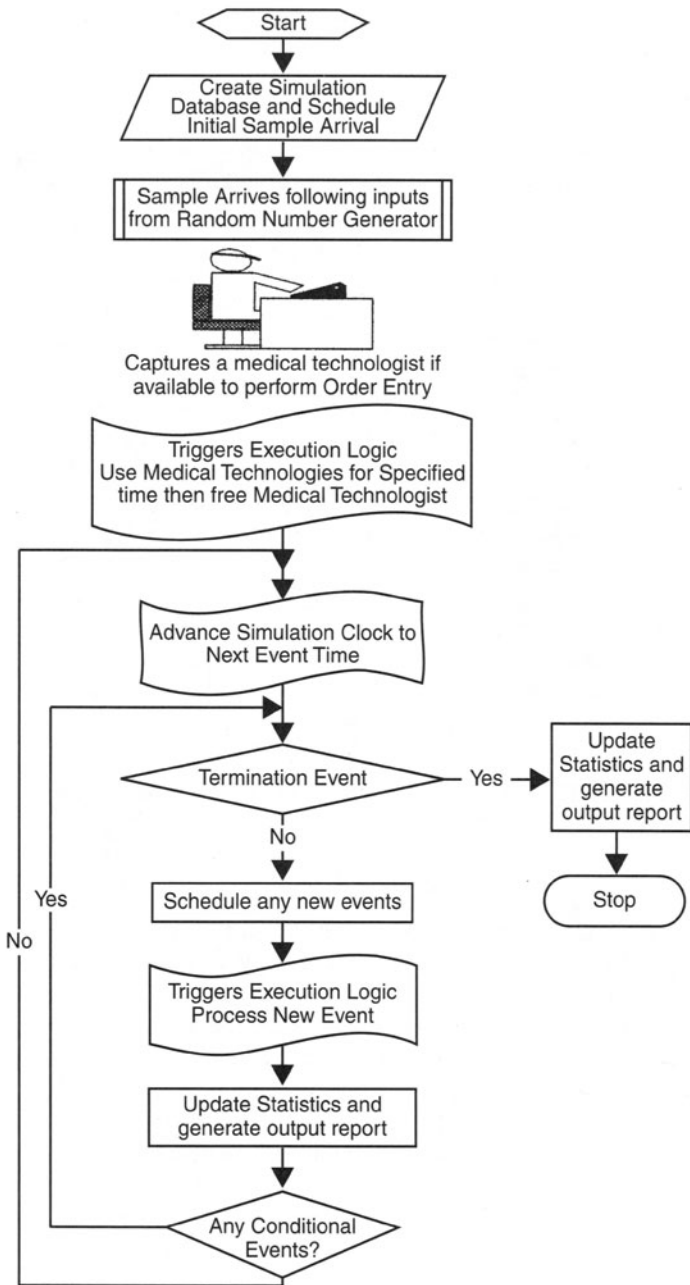 Start
Create Simulation
Database and Schedule
Initial Sample Arrival
Sample Arrives following inputs
from Random Number Generator
Captures a medical technologist if
available to perform Order Entry
Triggers Execution Logic
Use Medical Technologies for Specified
time then free Medical Technologist
Advance Simulation Clock to
Next Event Time
Termination Event
Yes
Update
Statistics and
generate
output report
Stop
No
Schedule any new events
Yes
No
Triggers Execution Logic
Process New Event
Update Statistics and
generate output report
Any Conditional
Events?